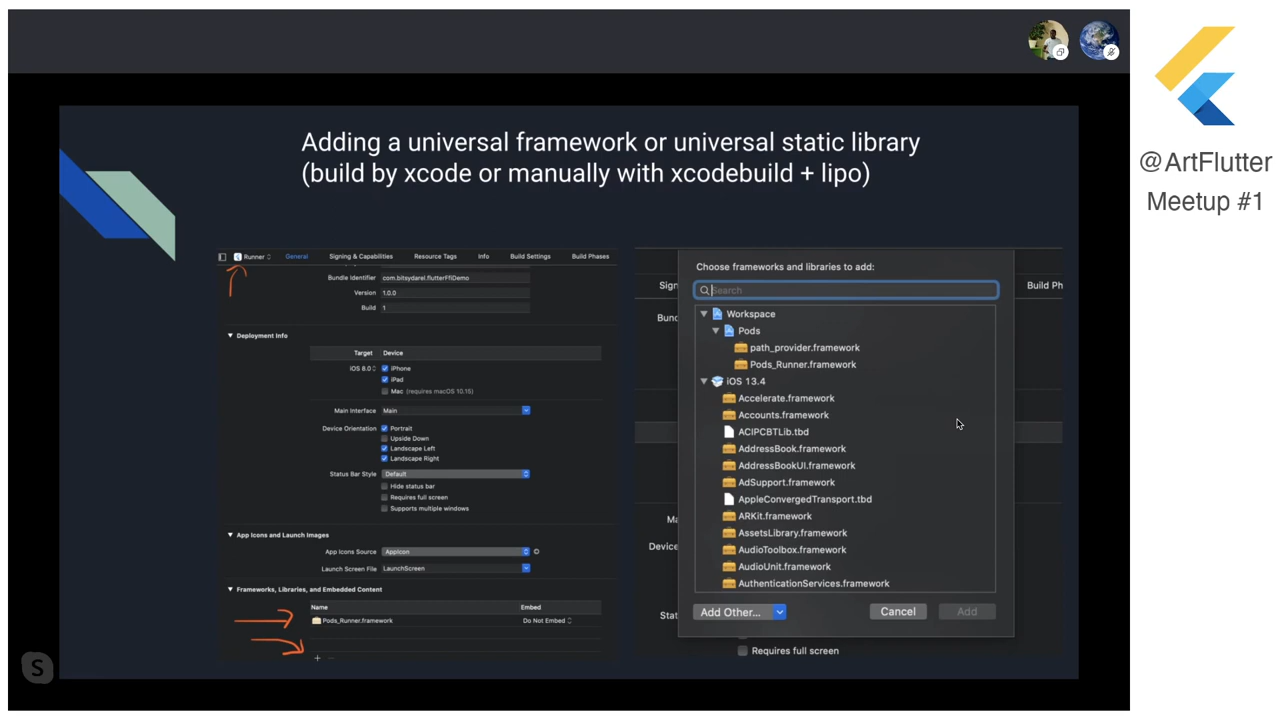 Adding a universal framework or universal static library
(build by xcode or manually with xcodebuild + lipo)
@ArtFlutter
Meetup #1
Runner
General
Signing & Capabilities
Resource Tags
Info
Build Settings
Build Phases
Bundle Identifier
com.bitsydarel.flutterFfiDemo
Version
1.0.0
Build
1
Deployment Info
Target
Device
iOS 8.0
iPhone
iPad
Mac (requires macOS 10.15)
Main Interface
Main
Device Orientation
Portrait
Upside Down
Landscape Left
Landscape Right
Status Bar Style
Default
Hide status bar
Requires full screen
Supports multiple windows
App Icons and Launch Images
App Icons Source
AppIcon
Launch Screen File
LaunchScreen
Frameworks, Libraries, and Embedded Content
Name
Embed
Pods_Runner.framework
Do Not Embed
+
Sign
Build Ph
Bund
Ma
Device
Stat
Requires full screen
Choose frameworks and libraries to add:
Search
Workspace
Pods
path_provider.framework
Pods_Runner.framework
iOS 13.4
Accelerate.framework
Accounts.framework
ACIPCBTLib.tbd
AddressBook.framework
AddressBookUI.framework
AdSupport.framework
AppleConvergedTransport.tbd
ARKit.framework
AssetsLibrary.framework
AudioToolbox.framework
AudioUnit.framework
AuthenticationServices.framework
Add Other...
Cancel
Add
S